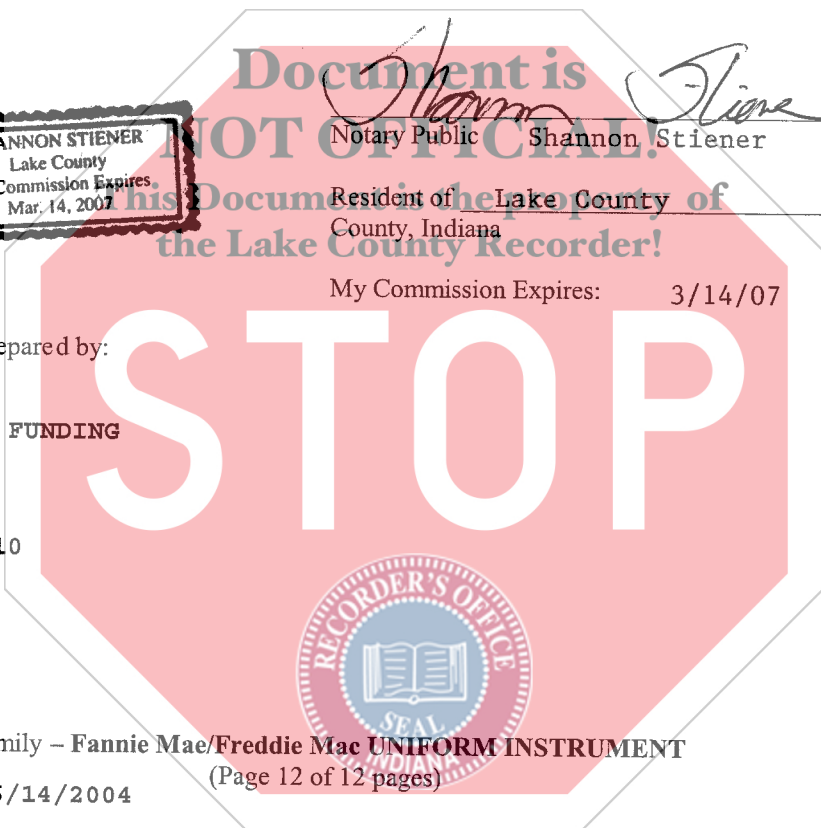 Document is
NOT OFFICIAL!
This Document is the property of
the Lake County Recorder!
ANNON STIENER
Lake County
Commission Expires
Mar. 14, 2007
Shannon Stiener
Notary Public Shannon Stiener
Resident of Lake County
County, Indiana
My Commission Expires: 3/14/07
epared by:
FUNDING
STOP
10
RECORDER'S OFFICE
SEAL
INDIANA
mily – Fannie Mae/Freddie Mac UNIFORM INSTRUMENT
(Page 12 of 12 pages)
/14/2004